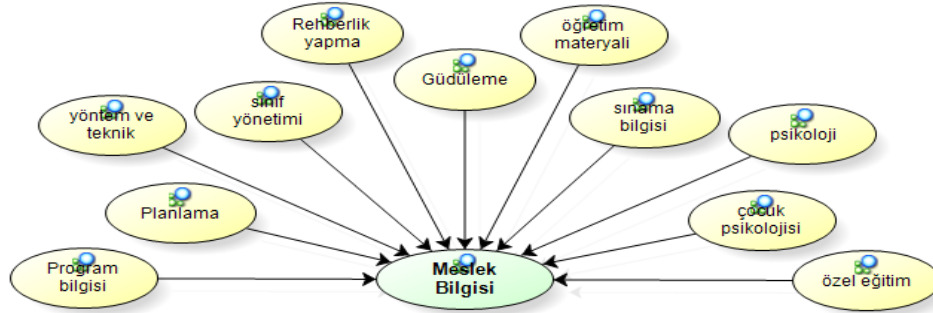 Rehberlik
yapma
öğretim
materyali
Güdüleme
yöntem ve
teknik
sınıf
yönetimi
sınama
bilgisi
psikoloji
Planlama
çocuk
psikolojisi
Program
bilgisi
Meslek
Bilgisi
özel eğitim